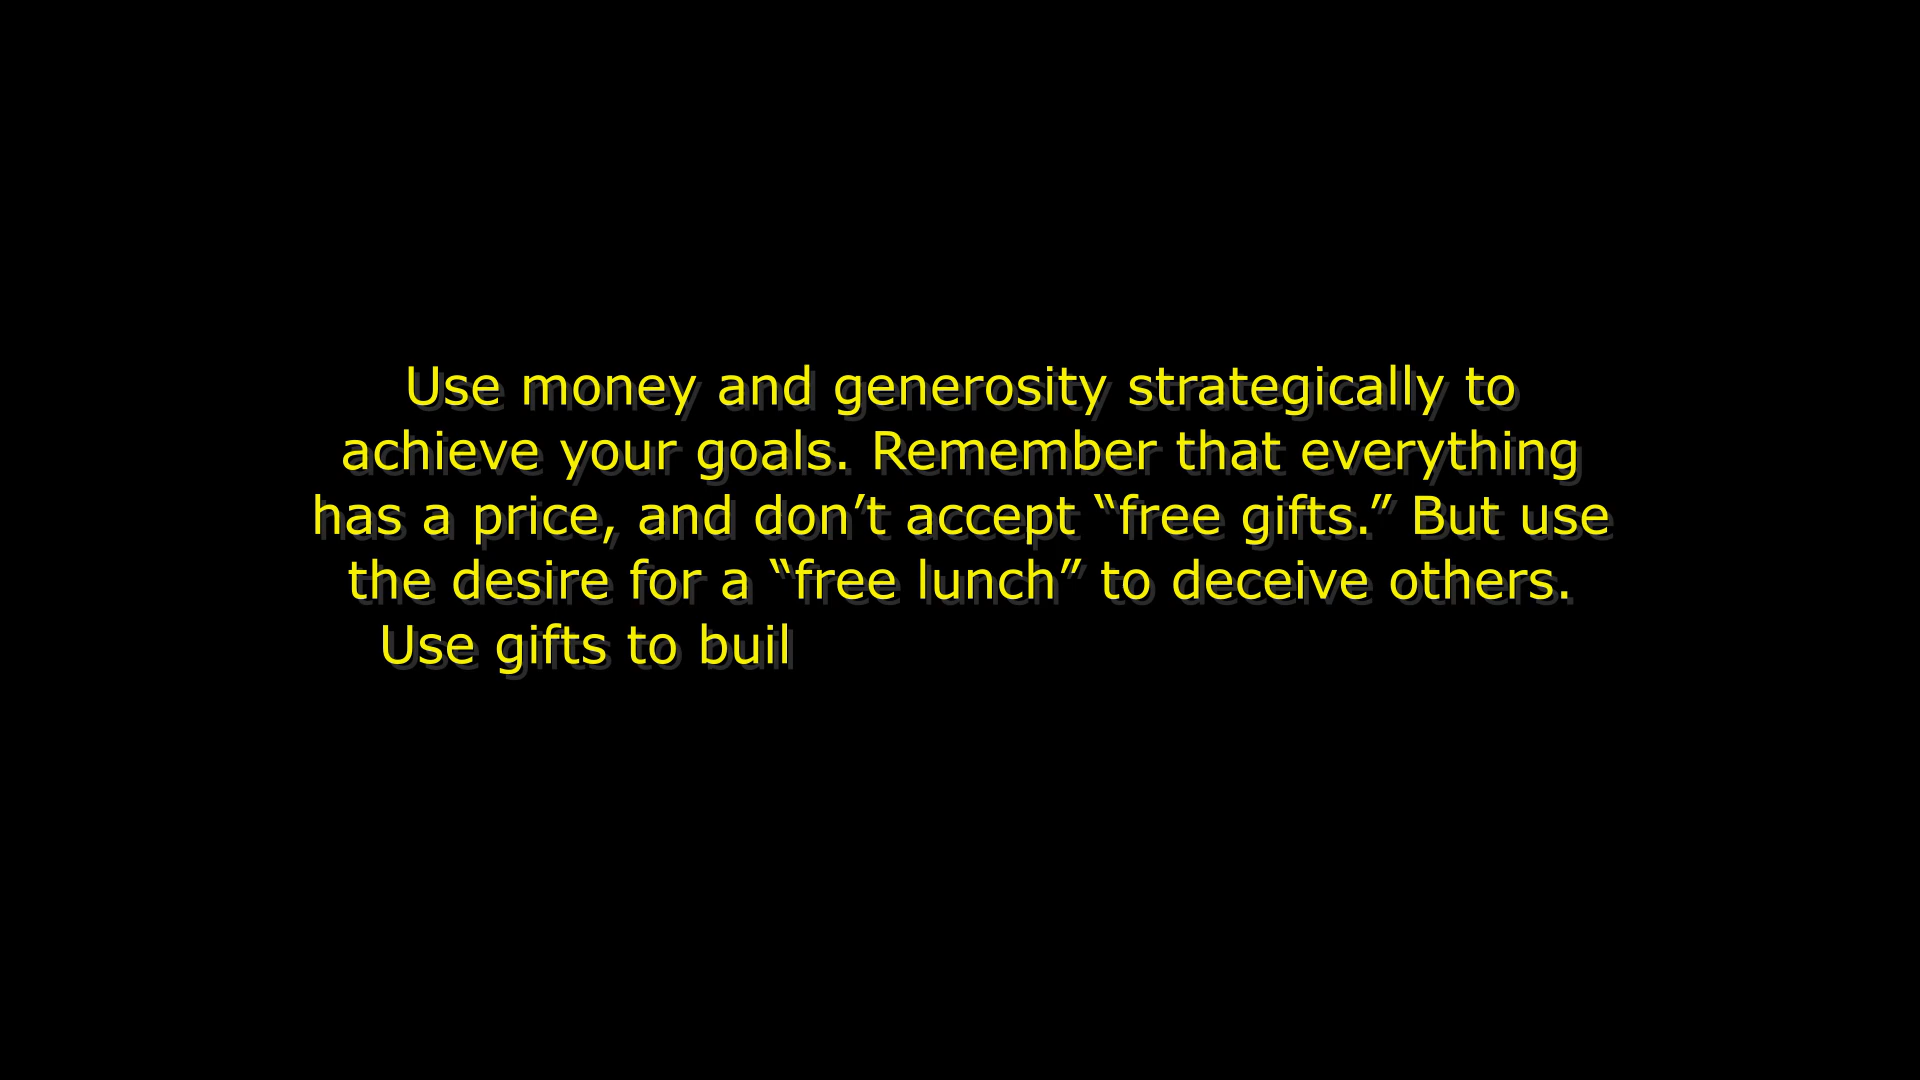 Use money and generosity strategically to
achieve your goals. Remember that everything
has a price, and don’t accept “free gifts.” But use
the desire for a “free lunch” to deceive others.
Use gifts to buil